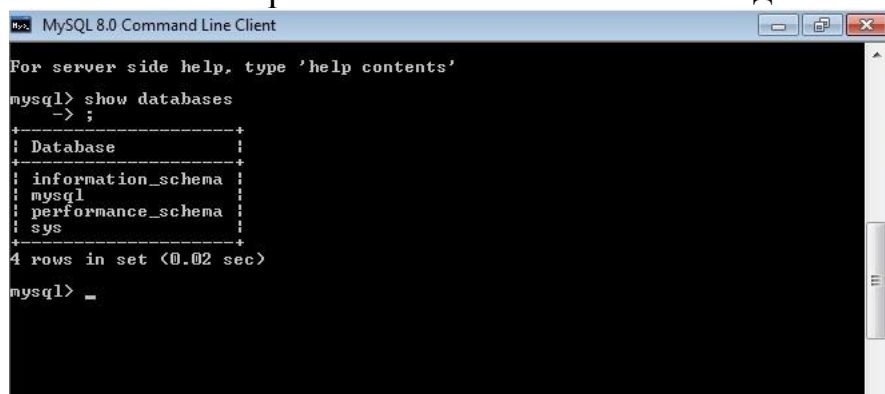 MySQL 8.0 Command Line Client
For server side help, type 'help contents'
mysql> show databases
    -> ;
+--------------------+
| Database           |
+--------------------+
| information_schema |
| mysql              |
| performance_schema |
| sys                |
+--------------------+
4 rows in set (0.02 sec)
mysql> _